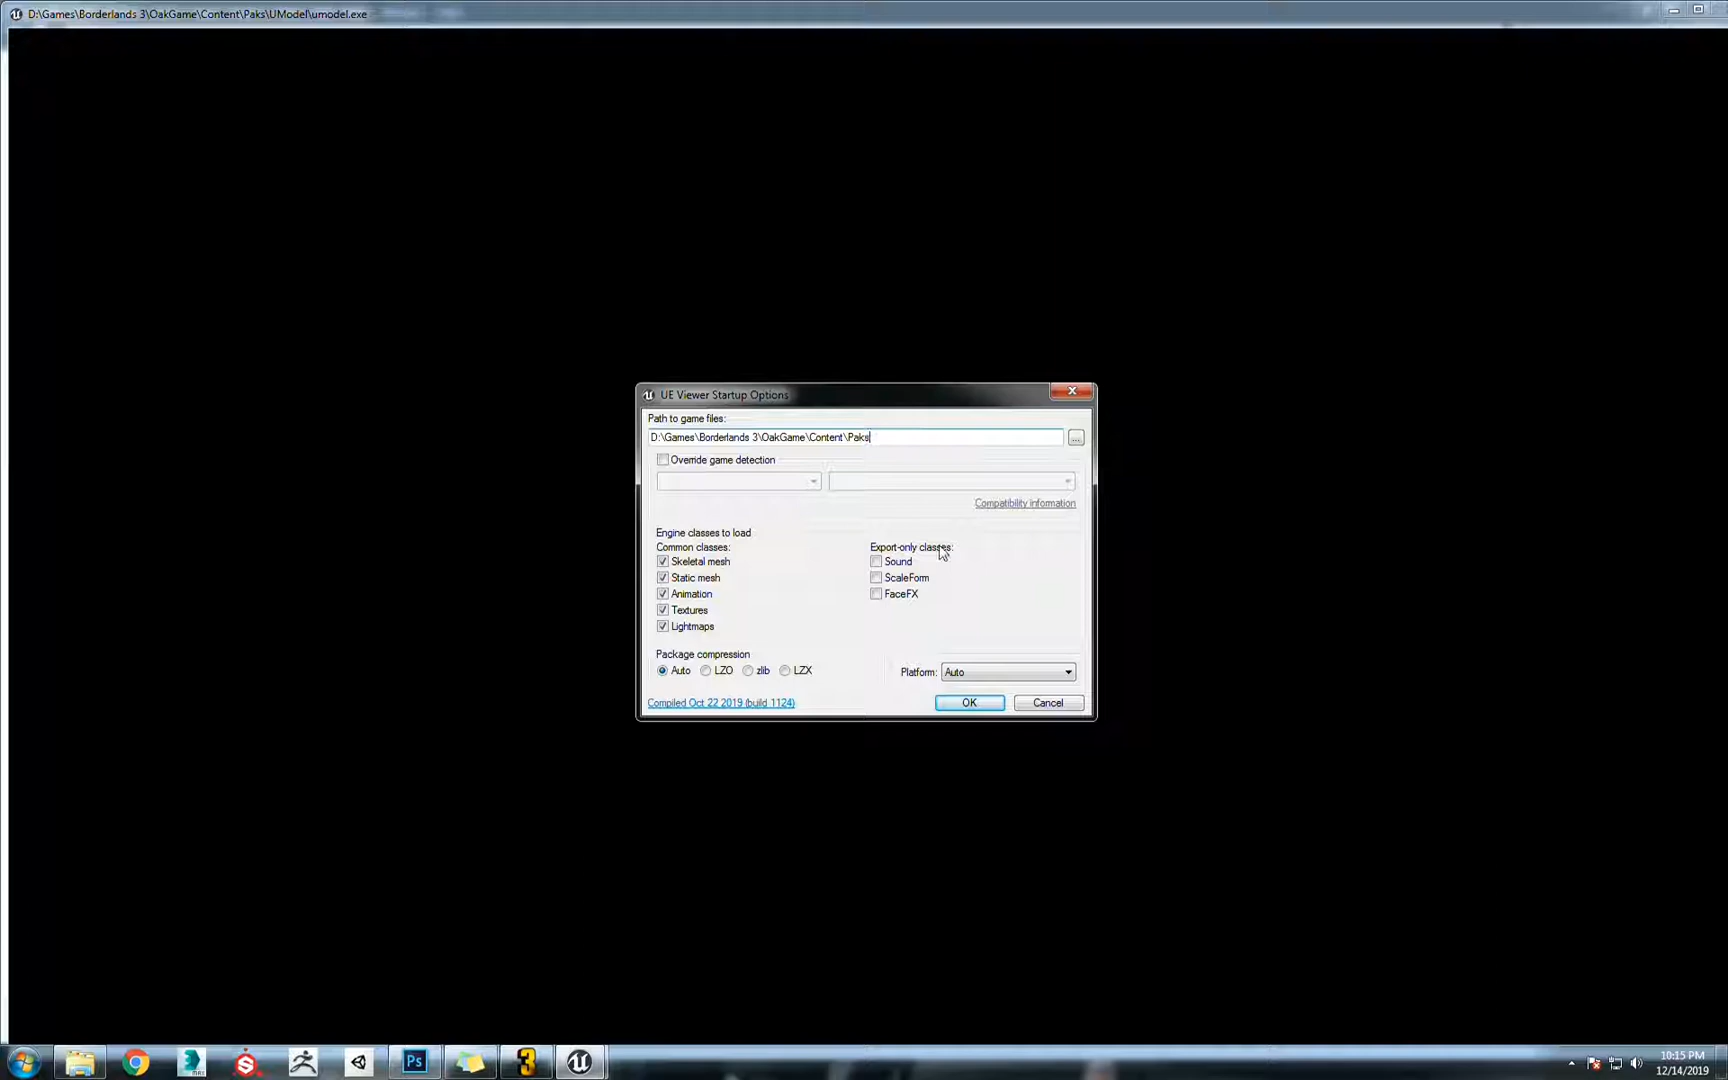 D:\Games\Borderlands 3\OakGame\Content\Paks\UModel\umodel.exe
UE Viewer Startup Options
Path to game files:
D:\Games\Borderlands 3\OakGame\Content\Paks
...
Override game detection
Compatibility information
Engine classes to load
Common classes:
Export-only classes:
Skeletal mesh
Sound
Static mesh
ScaleForm
Animation
FaceFX
Textures
Lightmaps
Package compression
Auto
LZO
zlib
LZX
Platform:
Auto
Compiled Oct 22 2019 (build 1124)
OK
Cancel
MAX
Ps
3
10:15 PM
12/14/2019